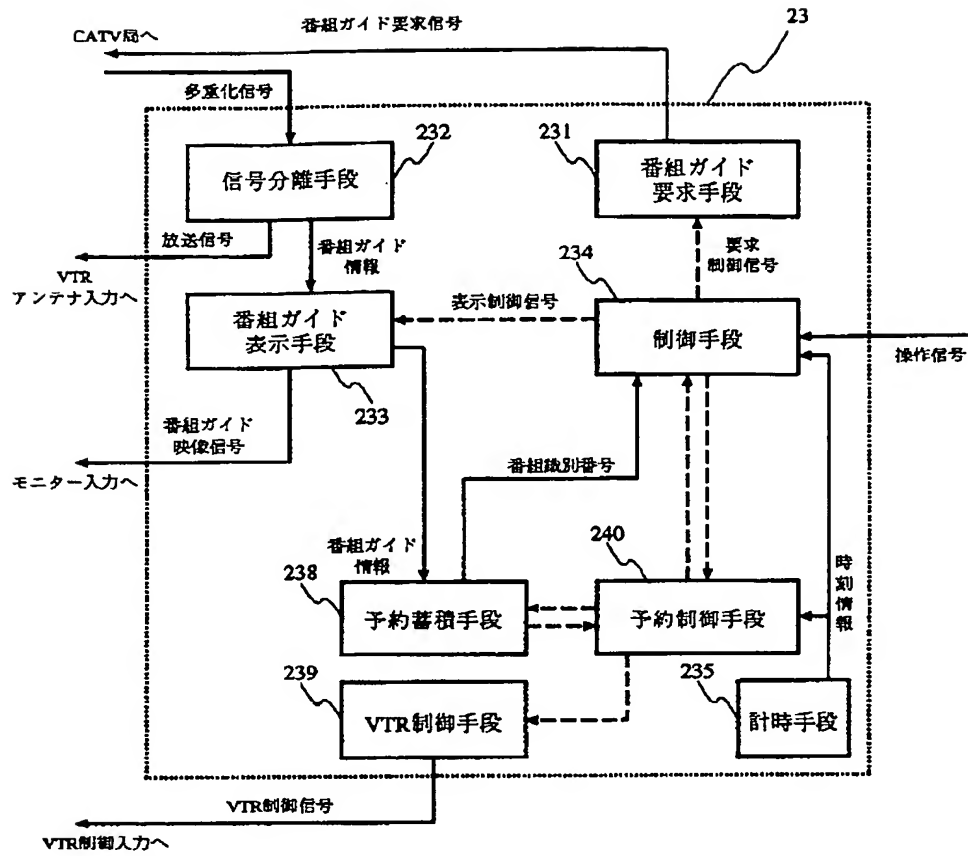 番組ガイド要求信号
23
CATV局へ
多重化信号
232
231
信号分離手段
番組ガイド
要求手段
放送信号
VTR
アンテナ入力へ
番組ガイド
情報
要求
制御信号
234
表示制御信号
番組ガイド
表示手段
制御手段
操作信号
233
番組ガイド
映像信号
モニター入力へ
番組識別番号
番組ガイド
情報
240
時刻情報
238
予約蓄積手段
予約制御手段
239
235
VTR制御手段
計時手段
VTR制御信号
VTR制御入力へ